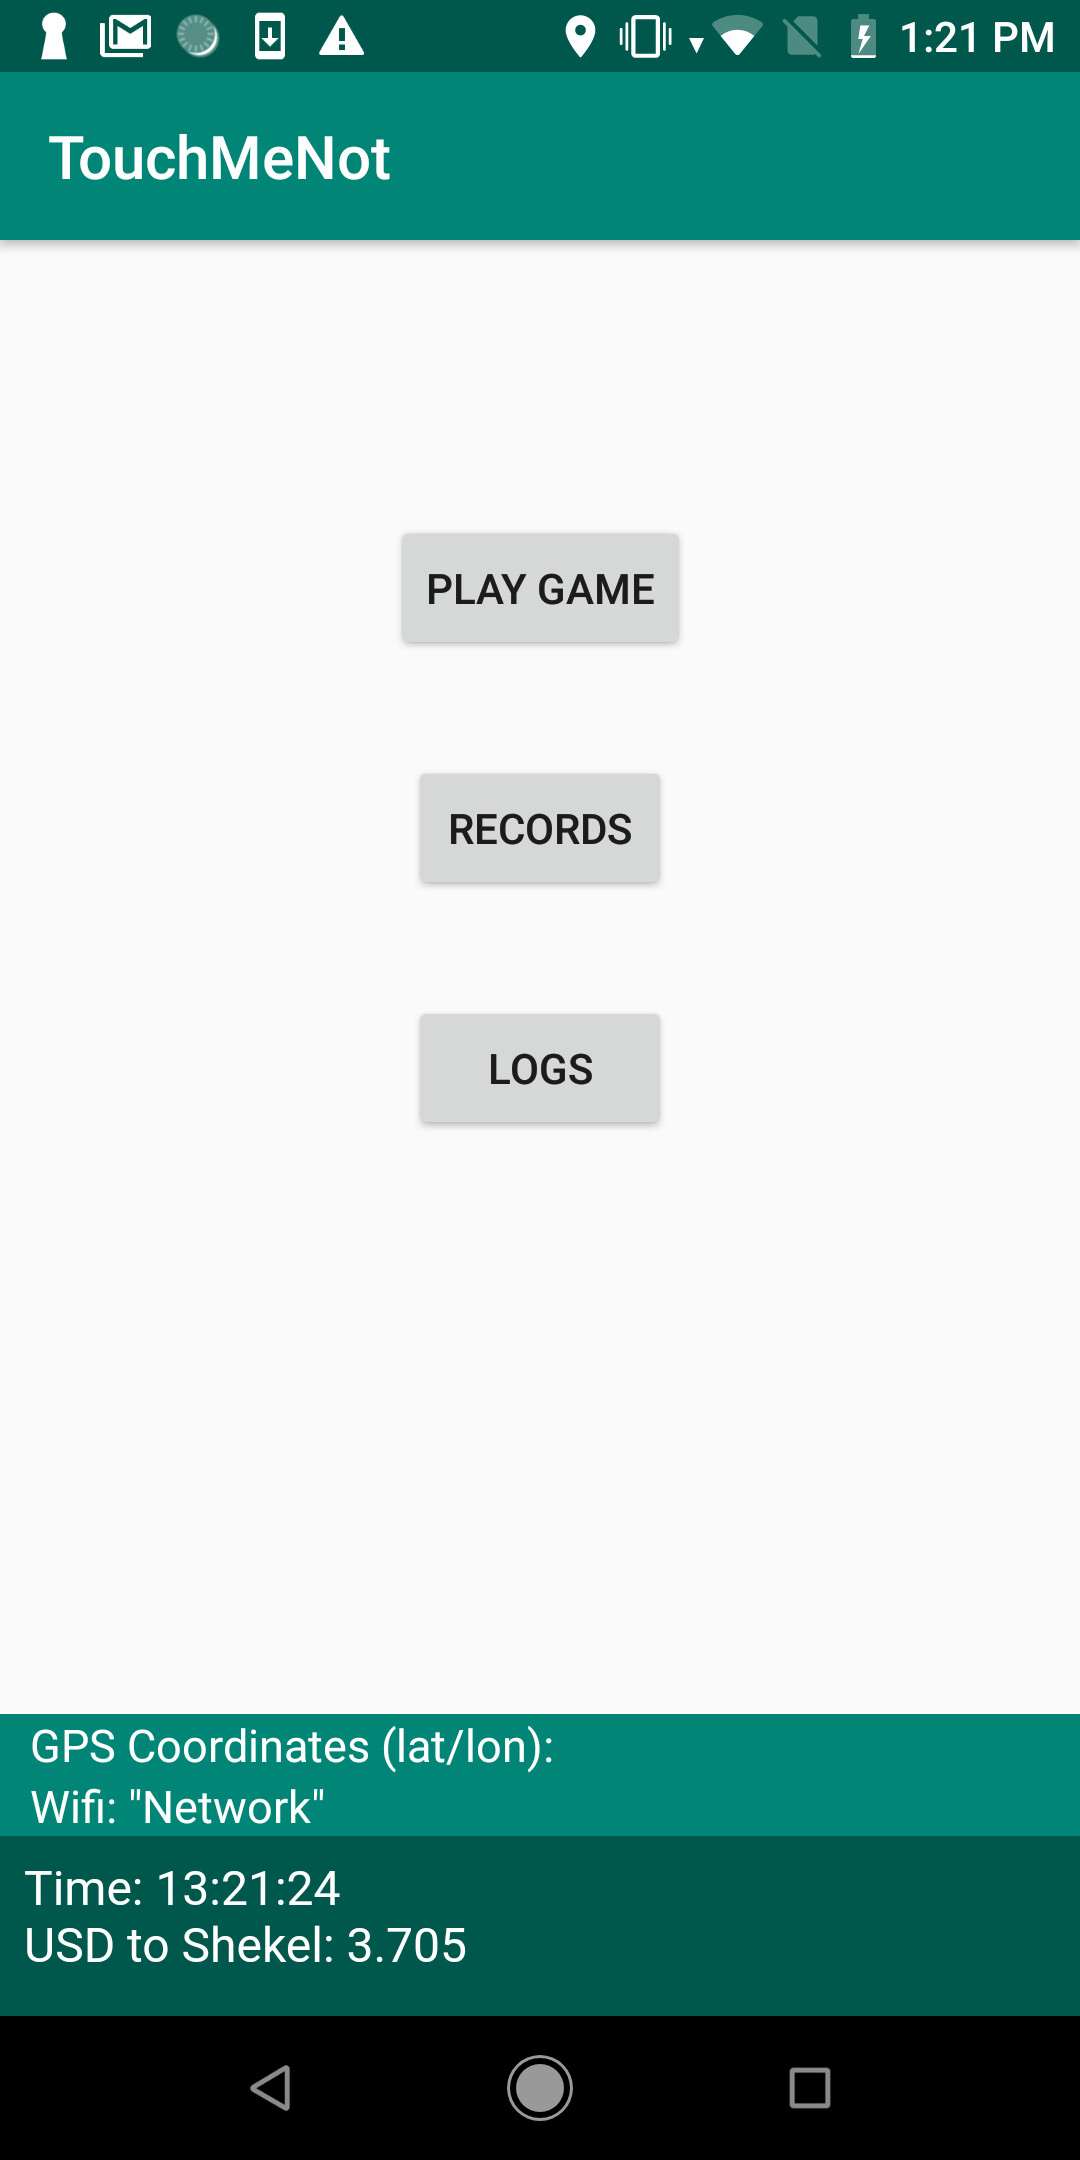 1:21 PM
TouchMeNot
PLAY GAME
RECORDS
LOGS
GPS Coordinates (lat/lon):
Wifi: "Network"
Time: 13:21:24
USD to Shekel: 3.705